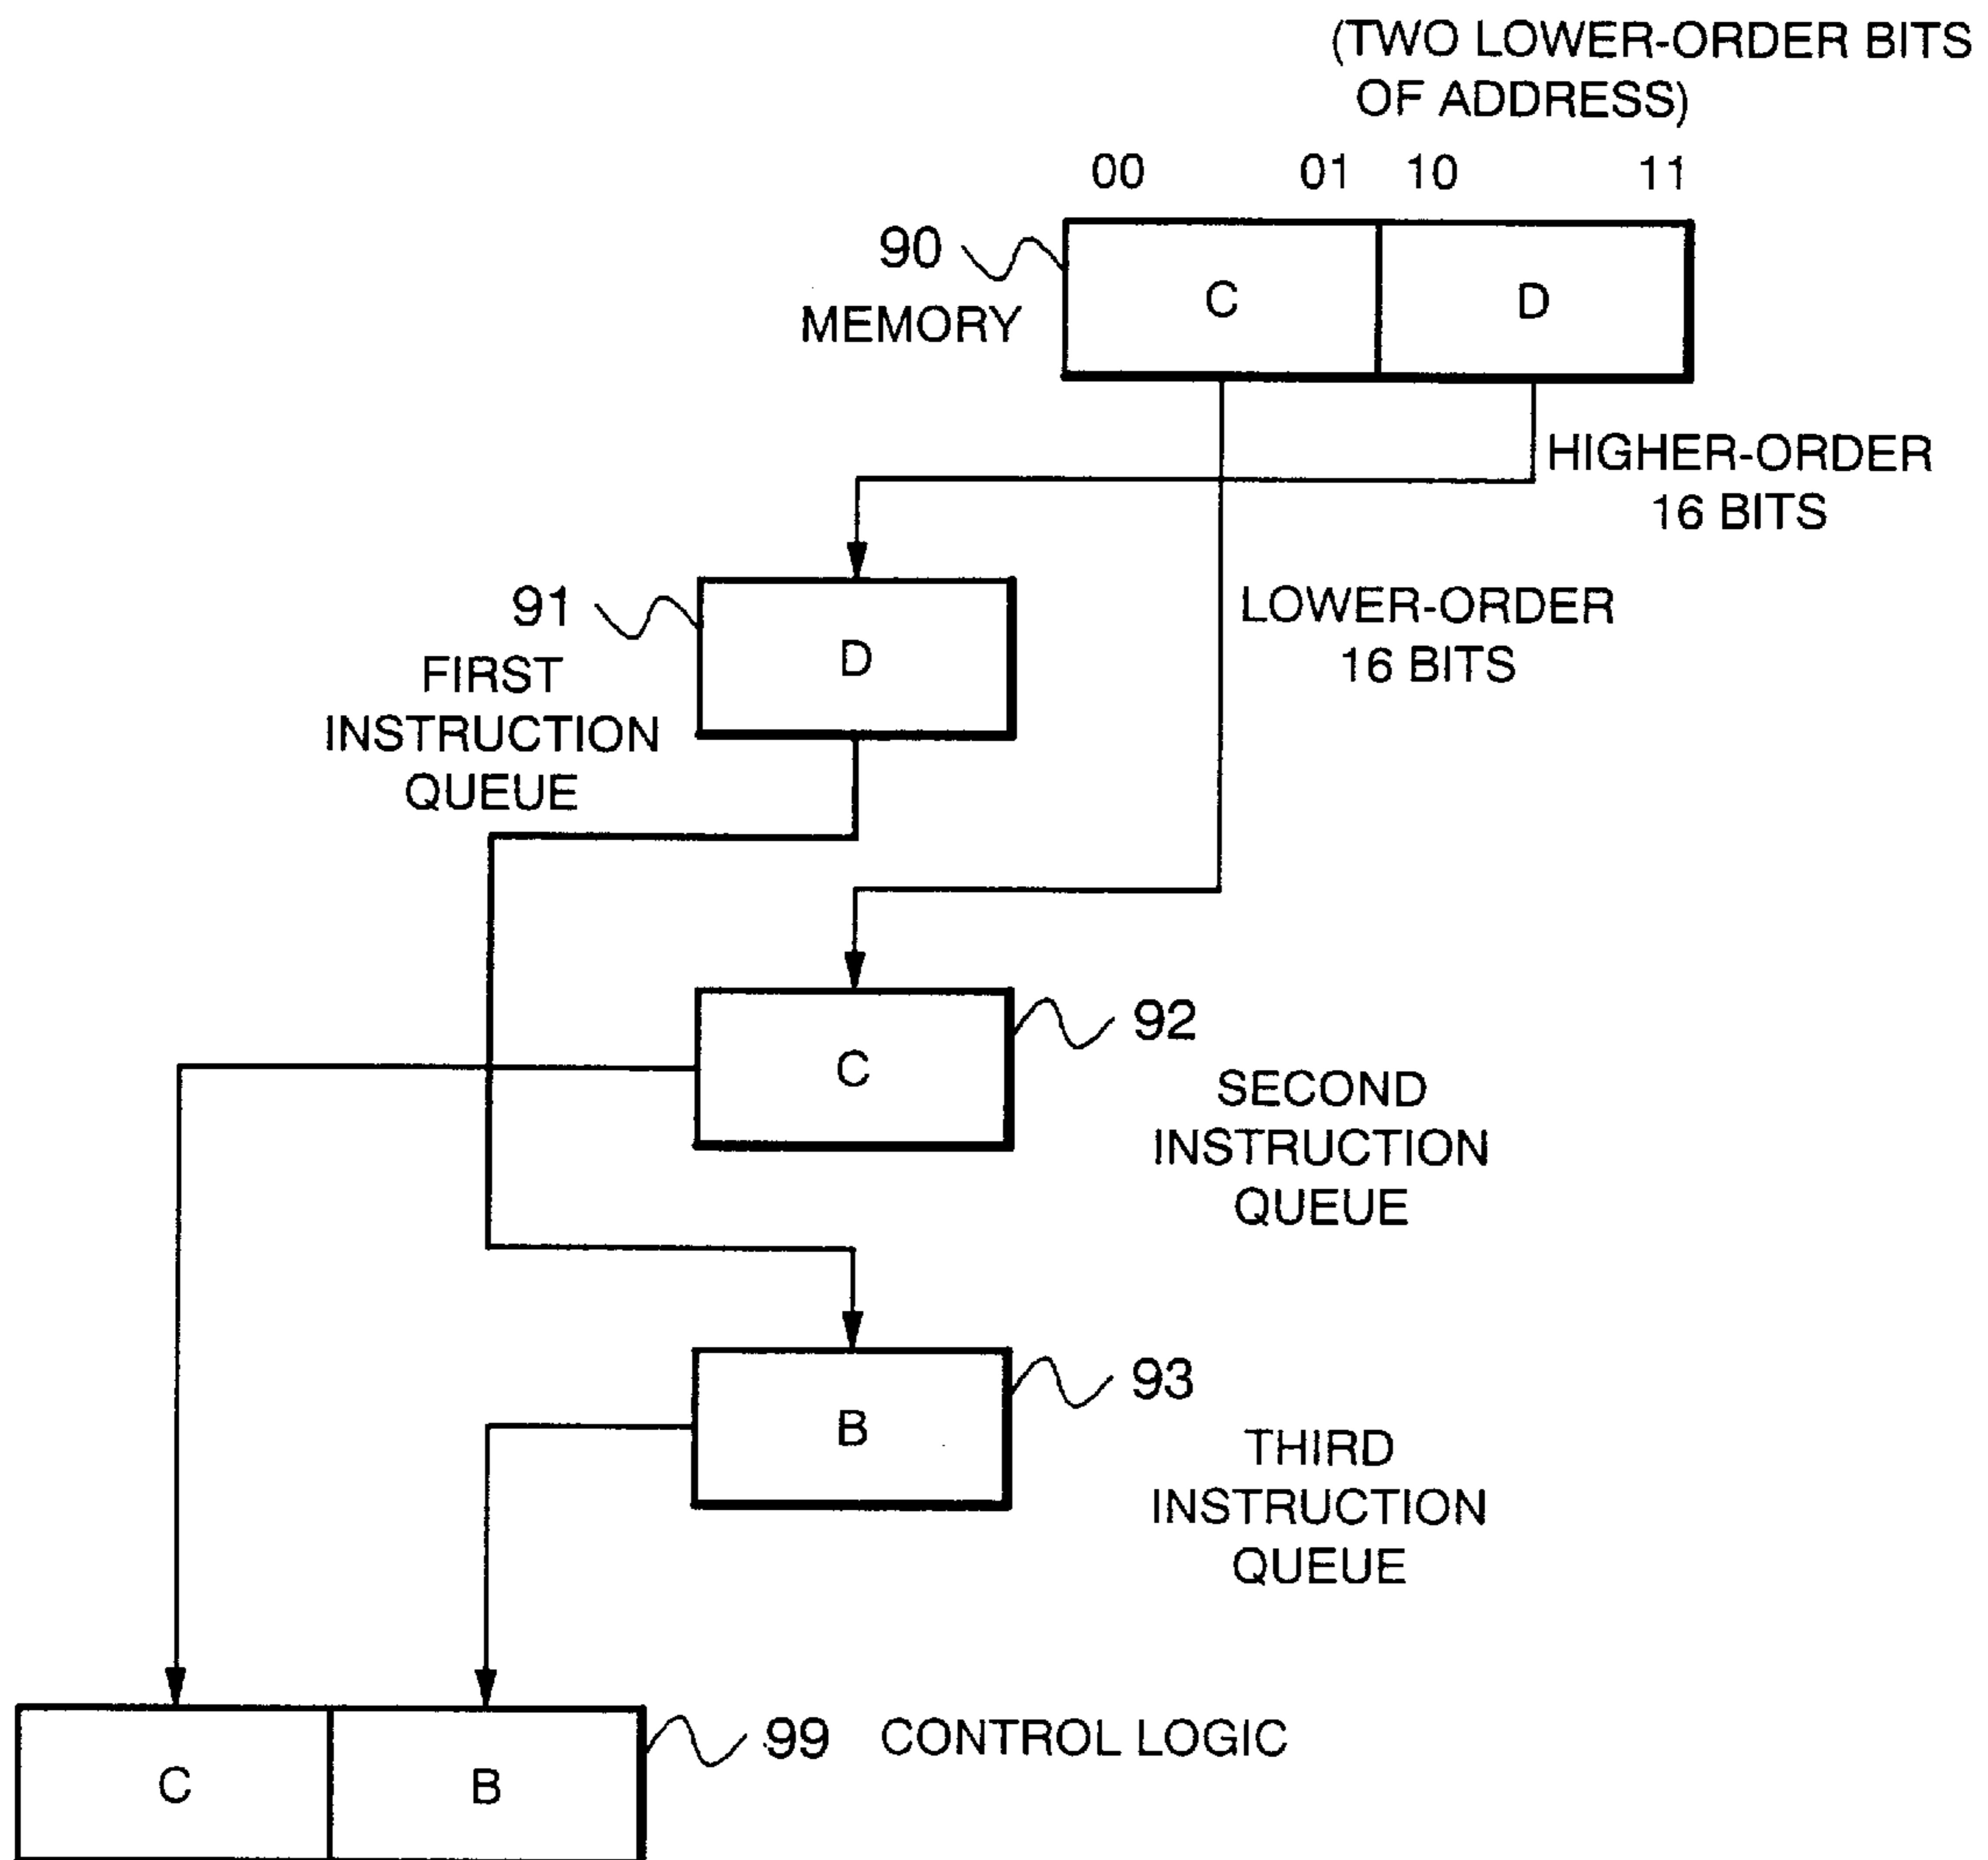 (TWO LOWER-ORDER BITS
OF ADDRESS)
00 01 10 11
90
MEMORY
C D
HIGHER-ORDER
16 BITS
LOWER-ORDER
16 BITS
91
FIRST
INSTRUCTION
QUEUE
D
C
92
SECOND
INSTRUCTION
QUEUE
B
93
THIRD
INSTRUCTION
QUEUE
C B
99 CONTROL LOGIC